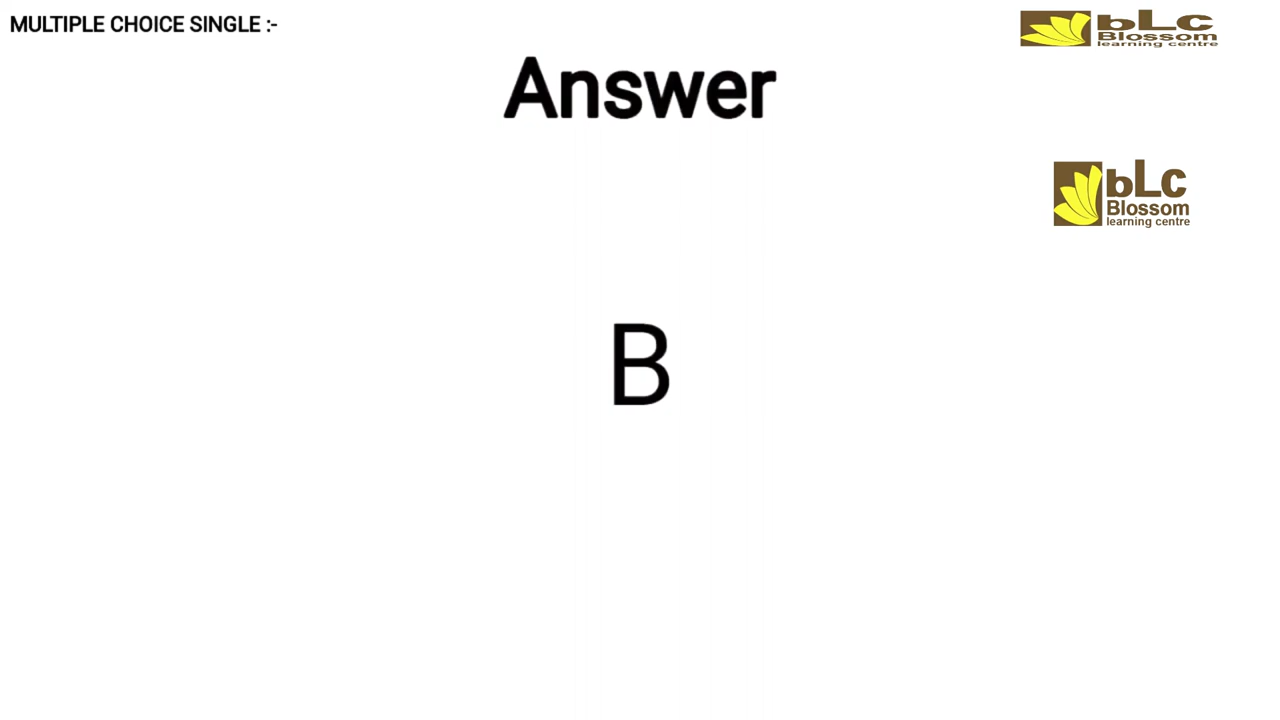 MULTIPLE CHOICE SINGLE :-
bLc
Blossom
learning centre
Answer
bLc
Blossom
learning centre
B